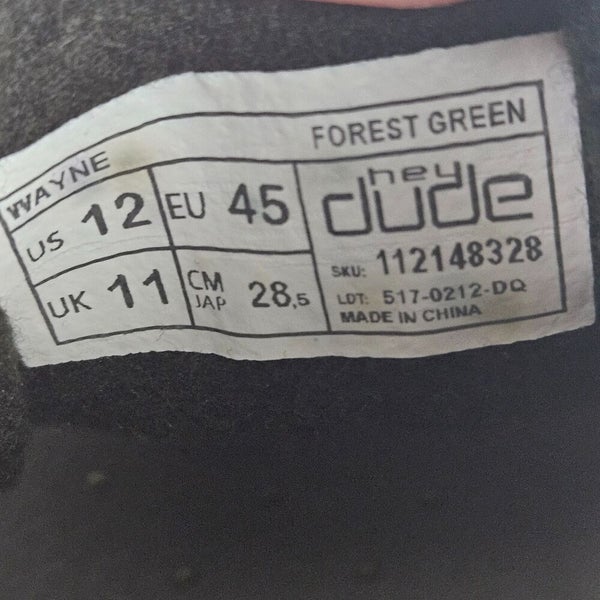 WAYNE FOREST GREEN
US 12 EU 45
UK 11 CM JAP 28,5
hey
dude
SKU: 112148328
LDT: 517-0212-DQ
MADE IN CHINA